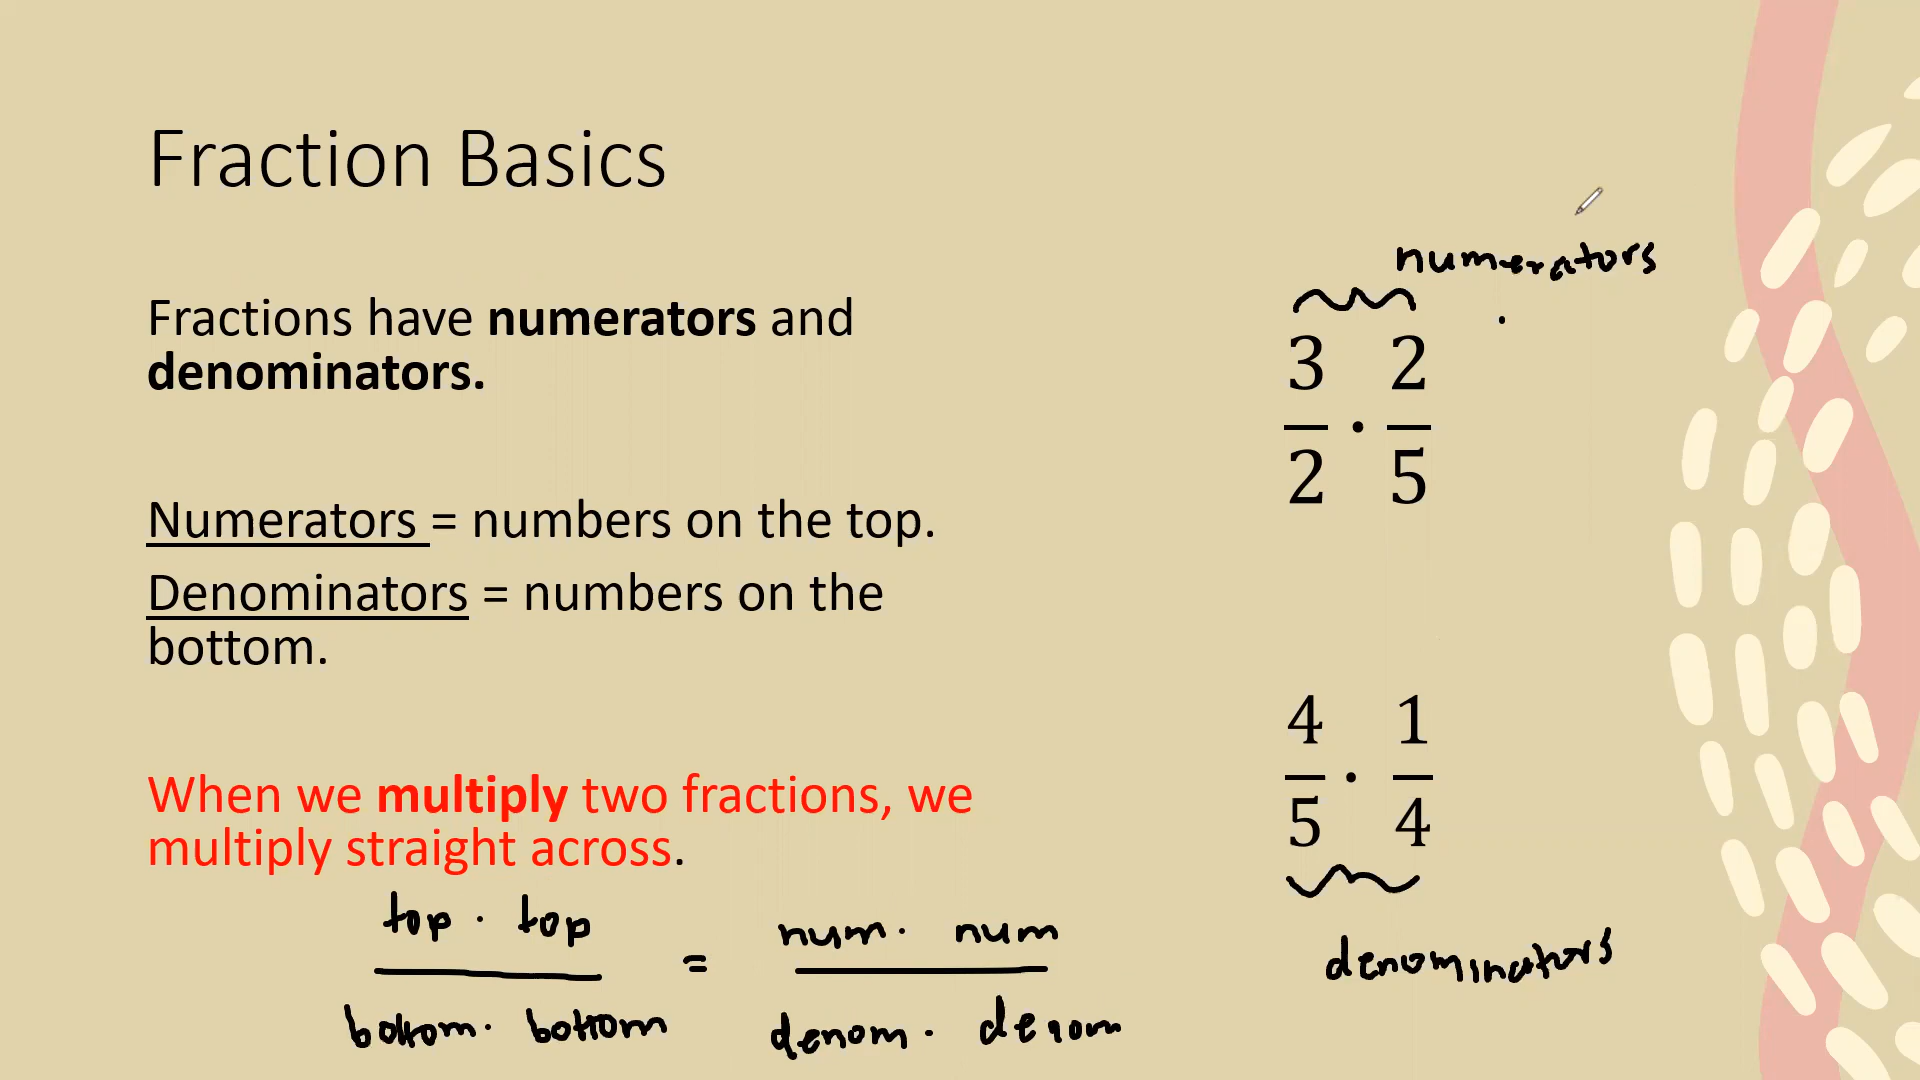 Fraction Basics
numerators
Fractions have numerators and
denominators.
3/2 · 2/5
Numerators = numbers on the top.
Denominators = numbers on the
bottom.
4/5 · 1/4
When we multiply two fractions, we
multiply straight across.
top · top = num · num
bottom · bottom denom · denom
denominators